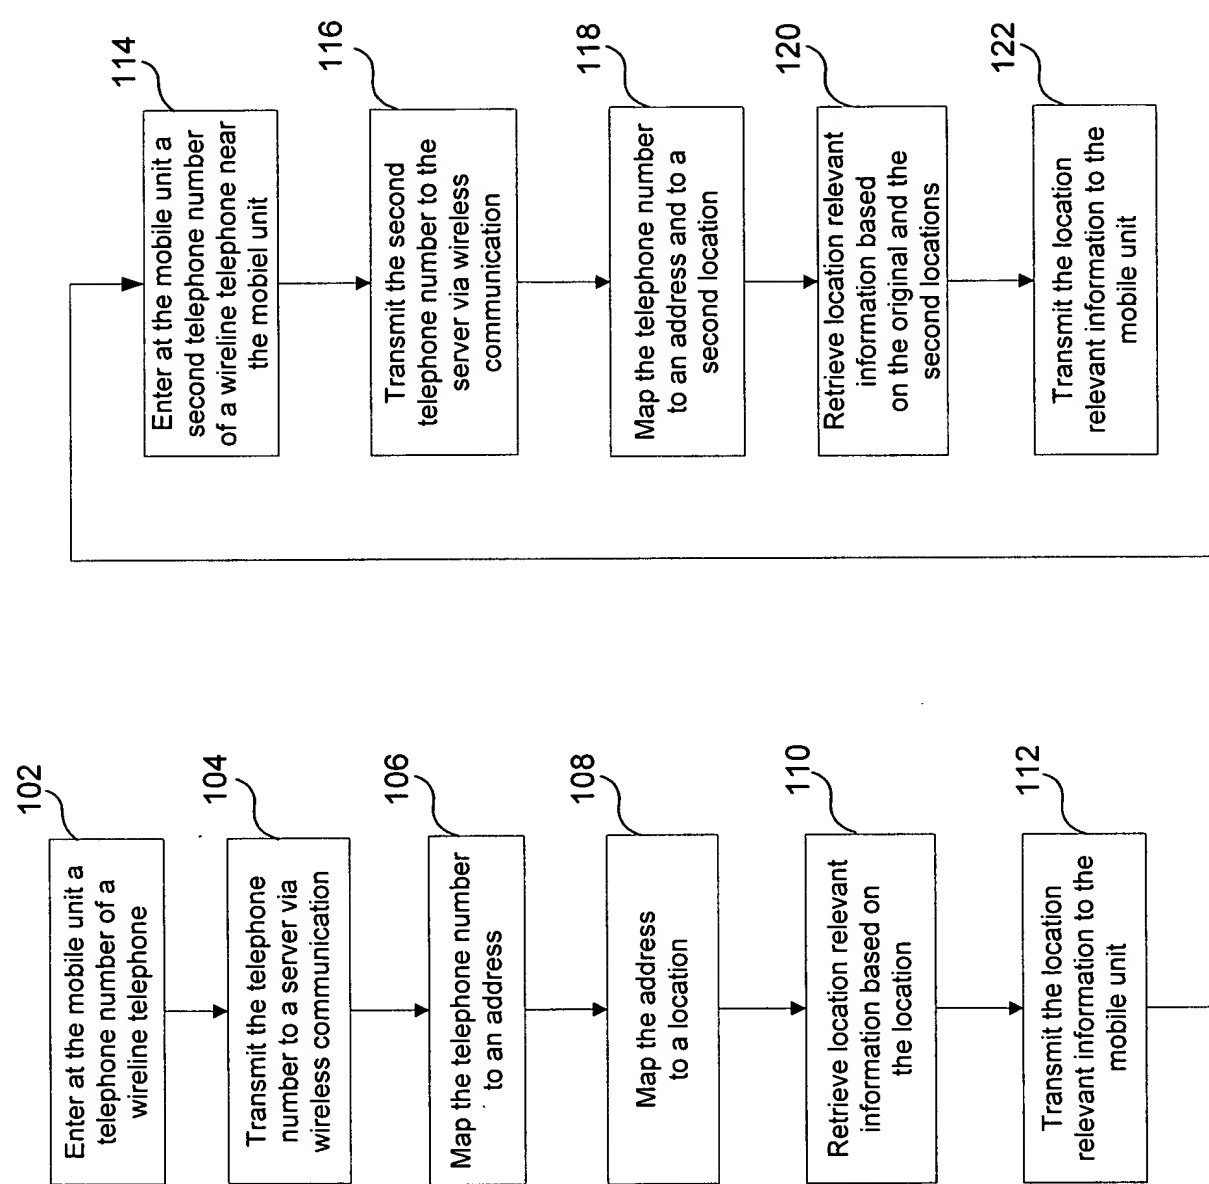 102
Enter at the mobile unit a
telephone number of a
wireline telephone
104
Transmit the telephone
number to a server via
wireless communication
106
Map the telephone number
to an address
108
Map the address
to a location
110
Retrieve location relevant
information based on
the location
112
Transmit the location
relevant information to the
mobile unit
114
Enter at the mobile unit a
second telephone number
of a wireline telephone near
the mobiel unit
116
Transmit the second
telephone number to the
server via wireless
communication
118
Map the telephone number
to an address and to a
second location
120
Retrieve location relevant
information based
on the original and the
second locations
122
Transmit the location
relevant information to the
mobile unit